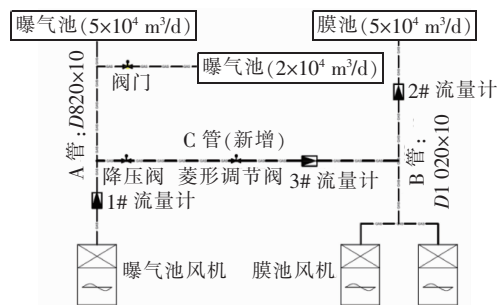 曝气池(5×10⁴ m³/d)
膜池(5×10⁴ m³/d)
阀门
曝气池(2×10⁴ m³/d)
2# 流量计
A 管:D820×10
C 管(新增)
B 管:D1 020×10
降压阀
菱形调节阀
3# 流量计
1# 流量计
曝气池风机
膜池风机